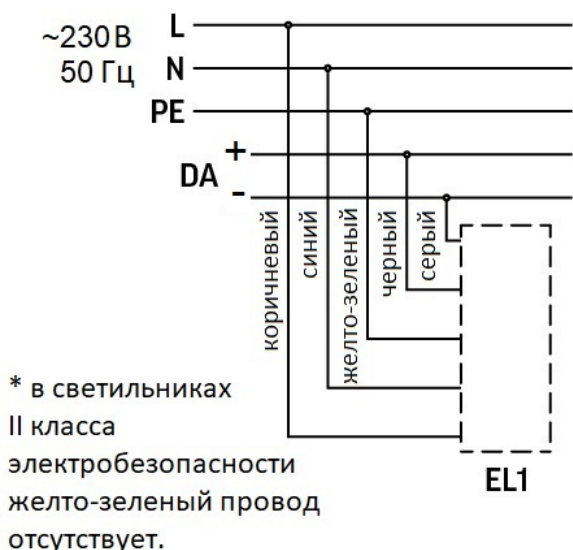 ~230В
50 Гц
L
N
PE
DA
+
-
коричневый
синий
желто-зеленый
черный
серый
EL1
* в светильниках
II класса
электробезопасности
желто-зеленый провод
отсутствует.